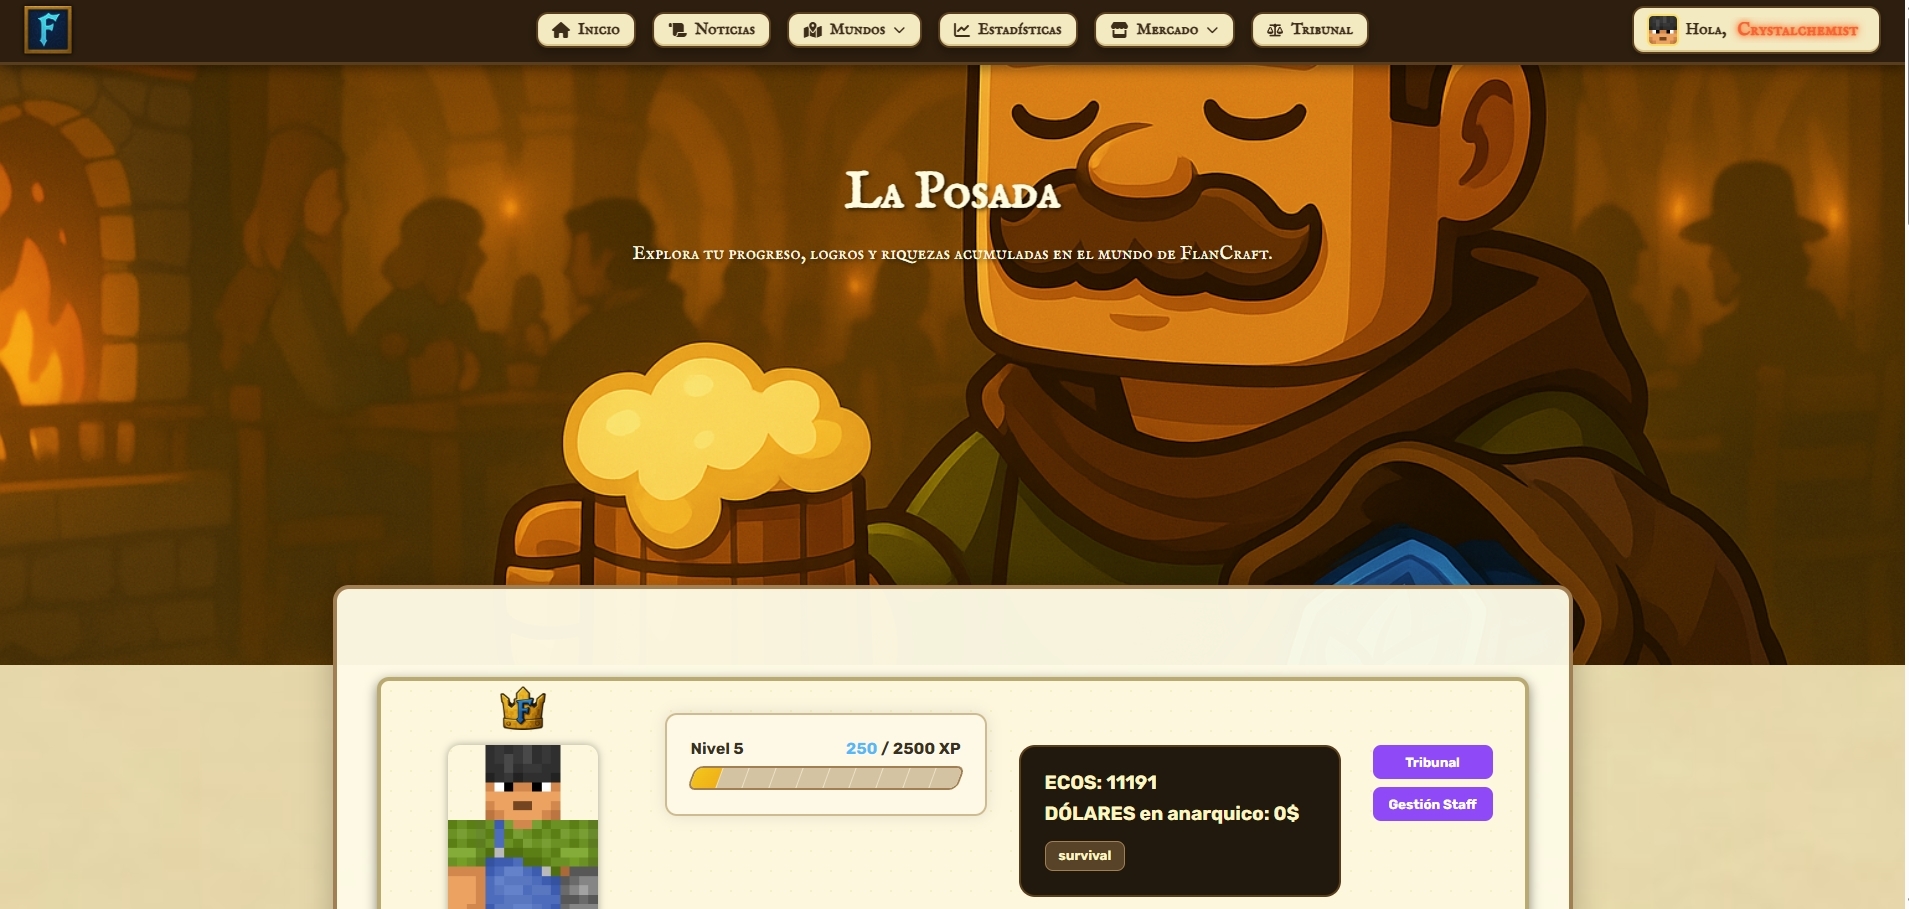 F
Inicio
Noticias
Mundos
Estadísticas
Mercado
Tribunal
Hola, Crystalchemist
La Posada
Explora tu progreso, logros y riquezas acumuladas en el mundo de FlanCraft.
F
Nivel 5
250 / 2500 XP
ECOS: 11191
DÓLARES en anarquico: 0$
survival
Tribunal
Gestión Staff